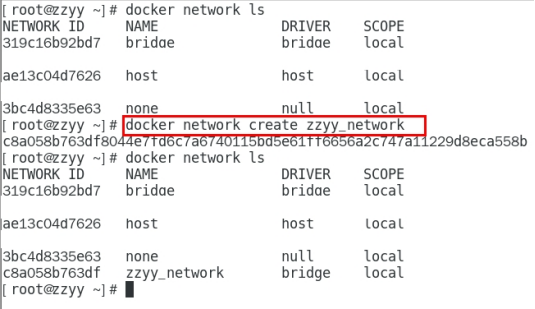 [ root@zzyy ~] # docker network ls
NETWORK ID NAME DRIVER SCOPE
319c16b92bd7 bridge bridge local
ae13c04d7626 host host local
3bc4d8335e63 none null local
[ root@zzyy ~] # docker network create zzyy_network
c8a058b763df8044e7fd6c7a6740115bd5e61ff6656a2c747a11229d8eca558b
[ root@zzyy ~] # docker network ls
NETWORK ID NAME DRIVER SCOPE
319c16b92bd7 bridge bridge local
ae13c04d7626 host host local
3bc4d8335e63 none null local
c8a058b763df zzyy_network bridge local
[ root@zzyy ~] #